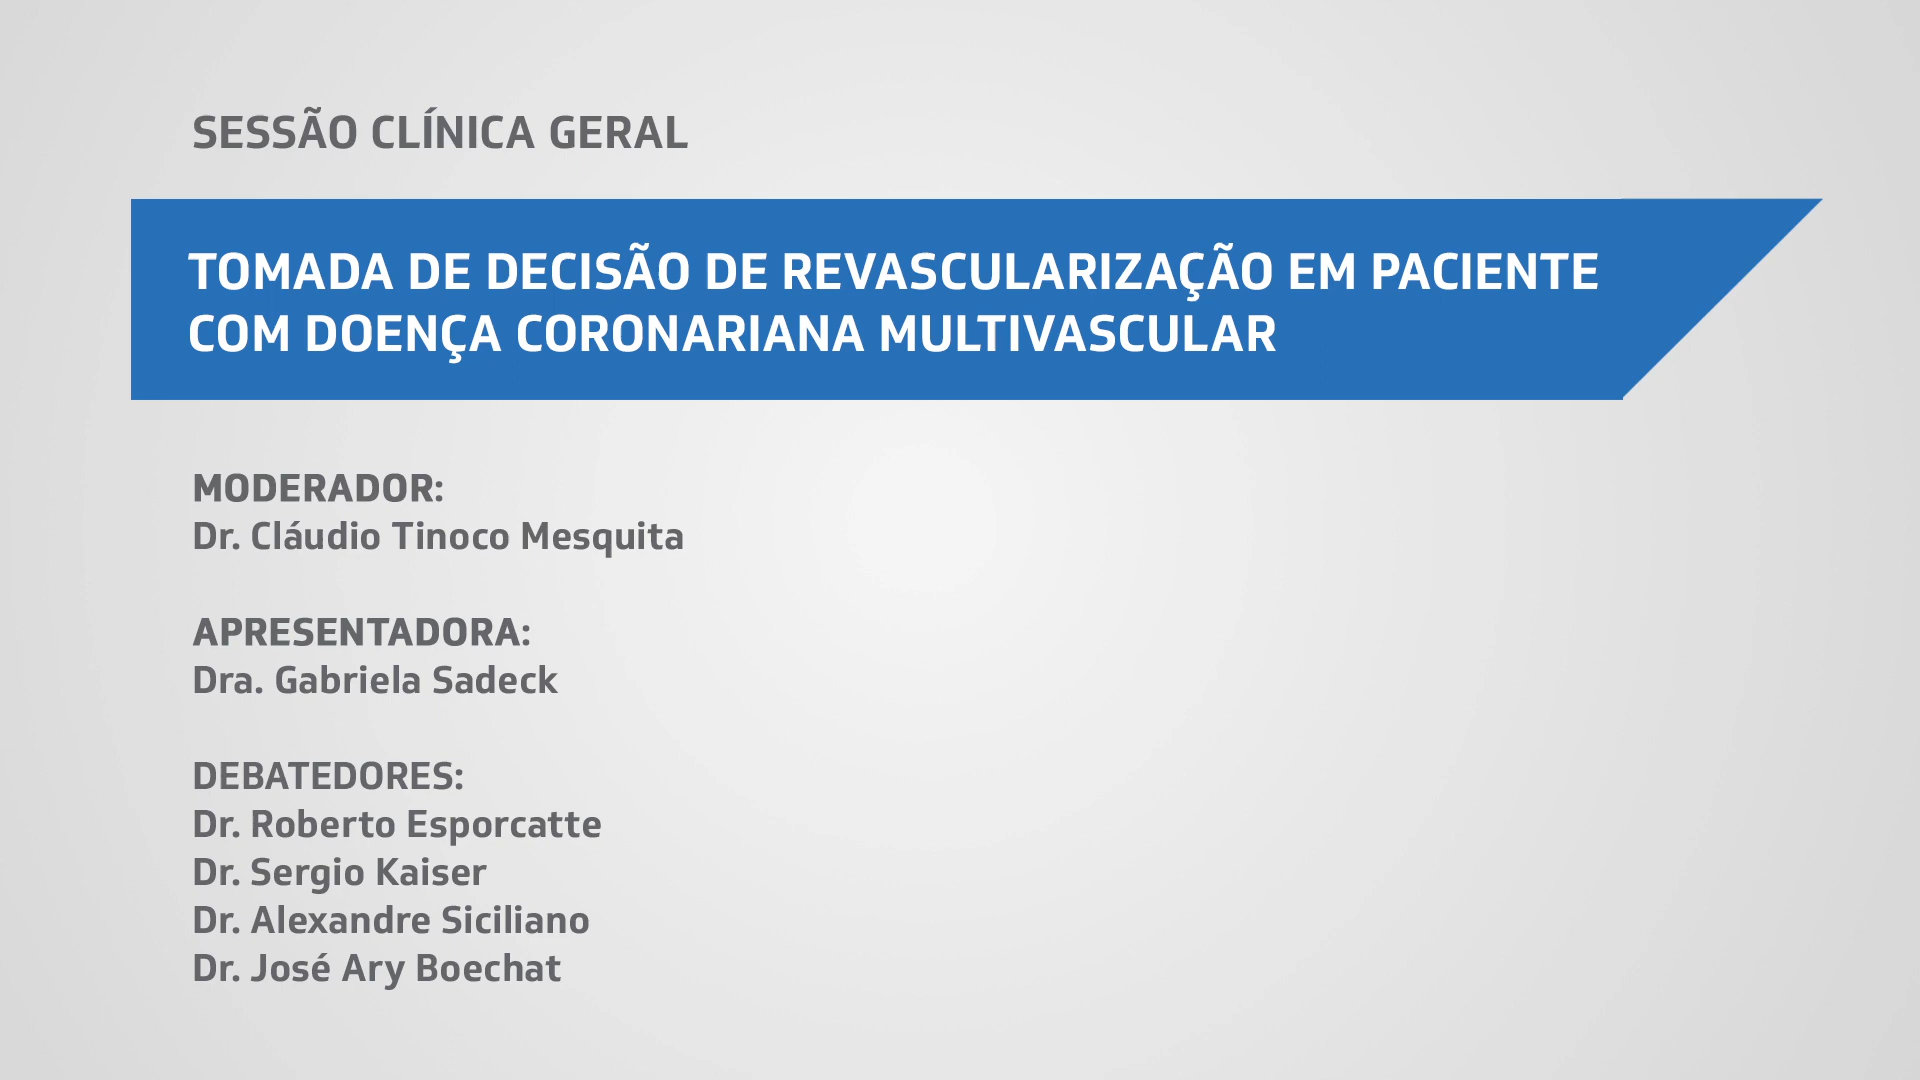 SESSÃO CLÍNICA GERAL
TOMADA DE DECISÃO DE REVASCULARIZAÇÃO EM PACIENTE
COM DOENÇA CORONARIANA MULTIVASCULAR
MODERADOR:
Dr. Cláudio Tinoco Mesquita
APRESENTADORA:
Dra. Gabriela Sadeck
DEBATEDORES:
Dr. Roberto Esporcatte
Dr. Sergio Kaiser
Dr. Alexandre Siciliano
Dr. José Ary Boechat